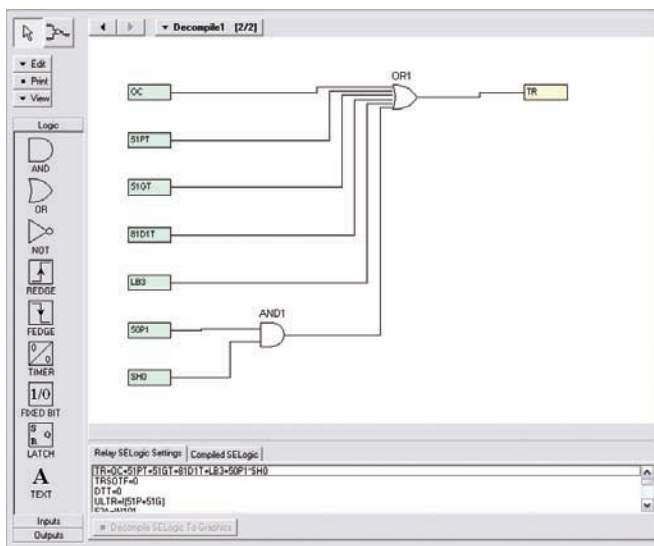 Decompile1 [2/2]
Edit
Print
View
Logic
AND
OR
NOT
REDGE
FEDGE
TIMER
1/0
FIXED BIT
S
R
Q
LATCH
A
TEXT
Inputs
Outputs
OC
51PT
51GT
81D1T
LB3
50P1
SH0
AND1
OR1
TR
Relay SELogic Settings
Compiled SELogic
TR=OC+51PT+51GT+81D1T+LB3+50P1*SH0
TRSOTF=0
DTT=0
ULTR=!(51P+51G)
Decompile SELogic To Graphics